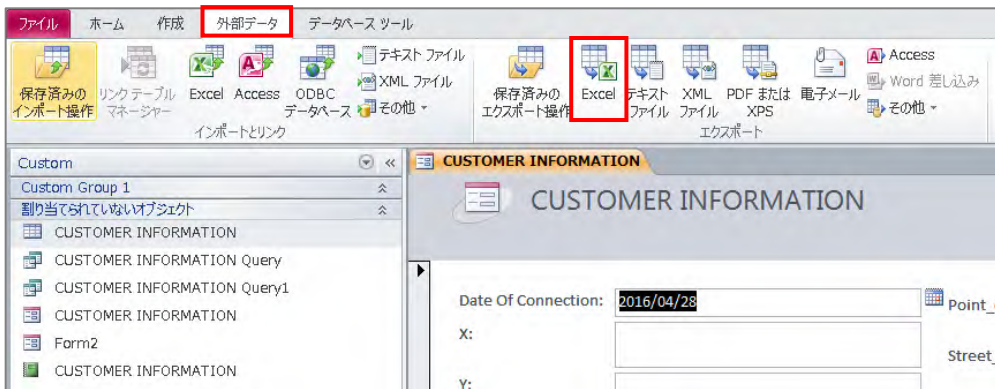 ファイル ホーム 作成 外部データ データベース ツール
保存済みの
インポート操作
リンク テーブル
マネージャー
Excel
Access
ODBC
データベース
テキスト ファイル
XML ファイル
その他
インポートとリンク
保存済みの
エクスポート操作
Excel
テキスト
ファイル
XML
ファイル
PDF または
XPS
電子メール
Access
Word 差し込み
その他
エクスポート
Custom
Custom Group 1
割り当てられていないオブジェクト
CUSTOMER INFORMATION
CUSTOMER INFORMATION Query
CUSTOMER INFORMATION Query1
CUSTOMER INFORMATION
Form2
CUSTOMER INFORMATION
CUSTOMER INFORMATION
CUSTOMER INFORMATION
Date Of Connection: 2016/04/28 Point_
X:
Street_
Y: